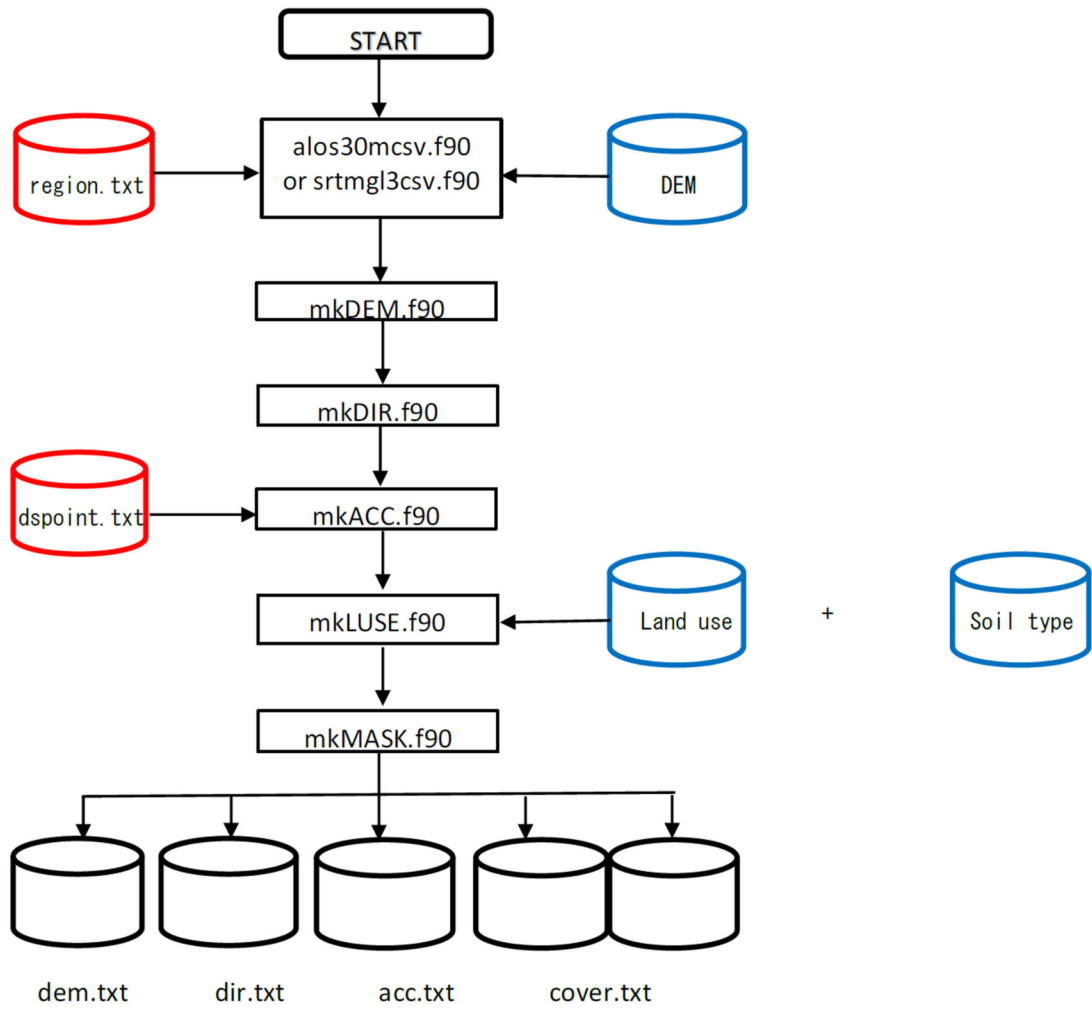 START
alos30mcsv.f90
or srtmgl3csv.f90
region.txt
DEM
mkDEM.f90
mkDIR.f90
dspoint.txt
mkACC.f90
mkLUSE.f90
Land use
+
Soil type
mkMASK.f90
dem.txt
dir.txt
acc.txt
cover.txt